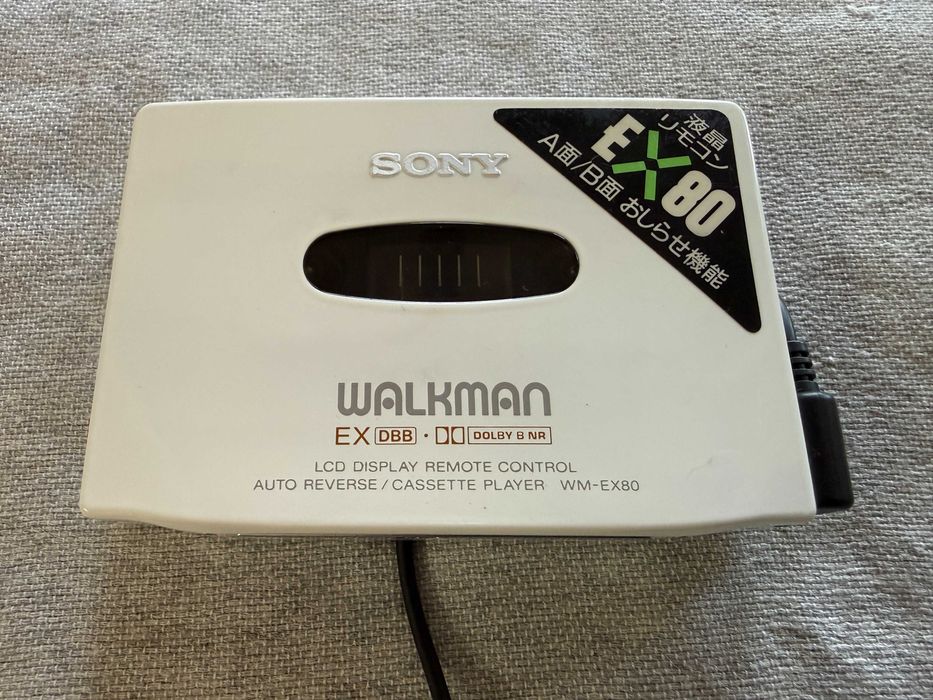 SONY
液晶
リモコン
EX80
A面/B面 おしらせ機能
WALKMAN
EX DBB · DOLBY B NR
LCD DISPLAY REMOTE CONTROL
AUTO REVERSE / CASSETTE PLAYER WM-EX80